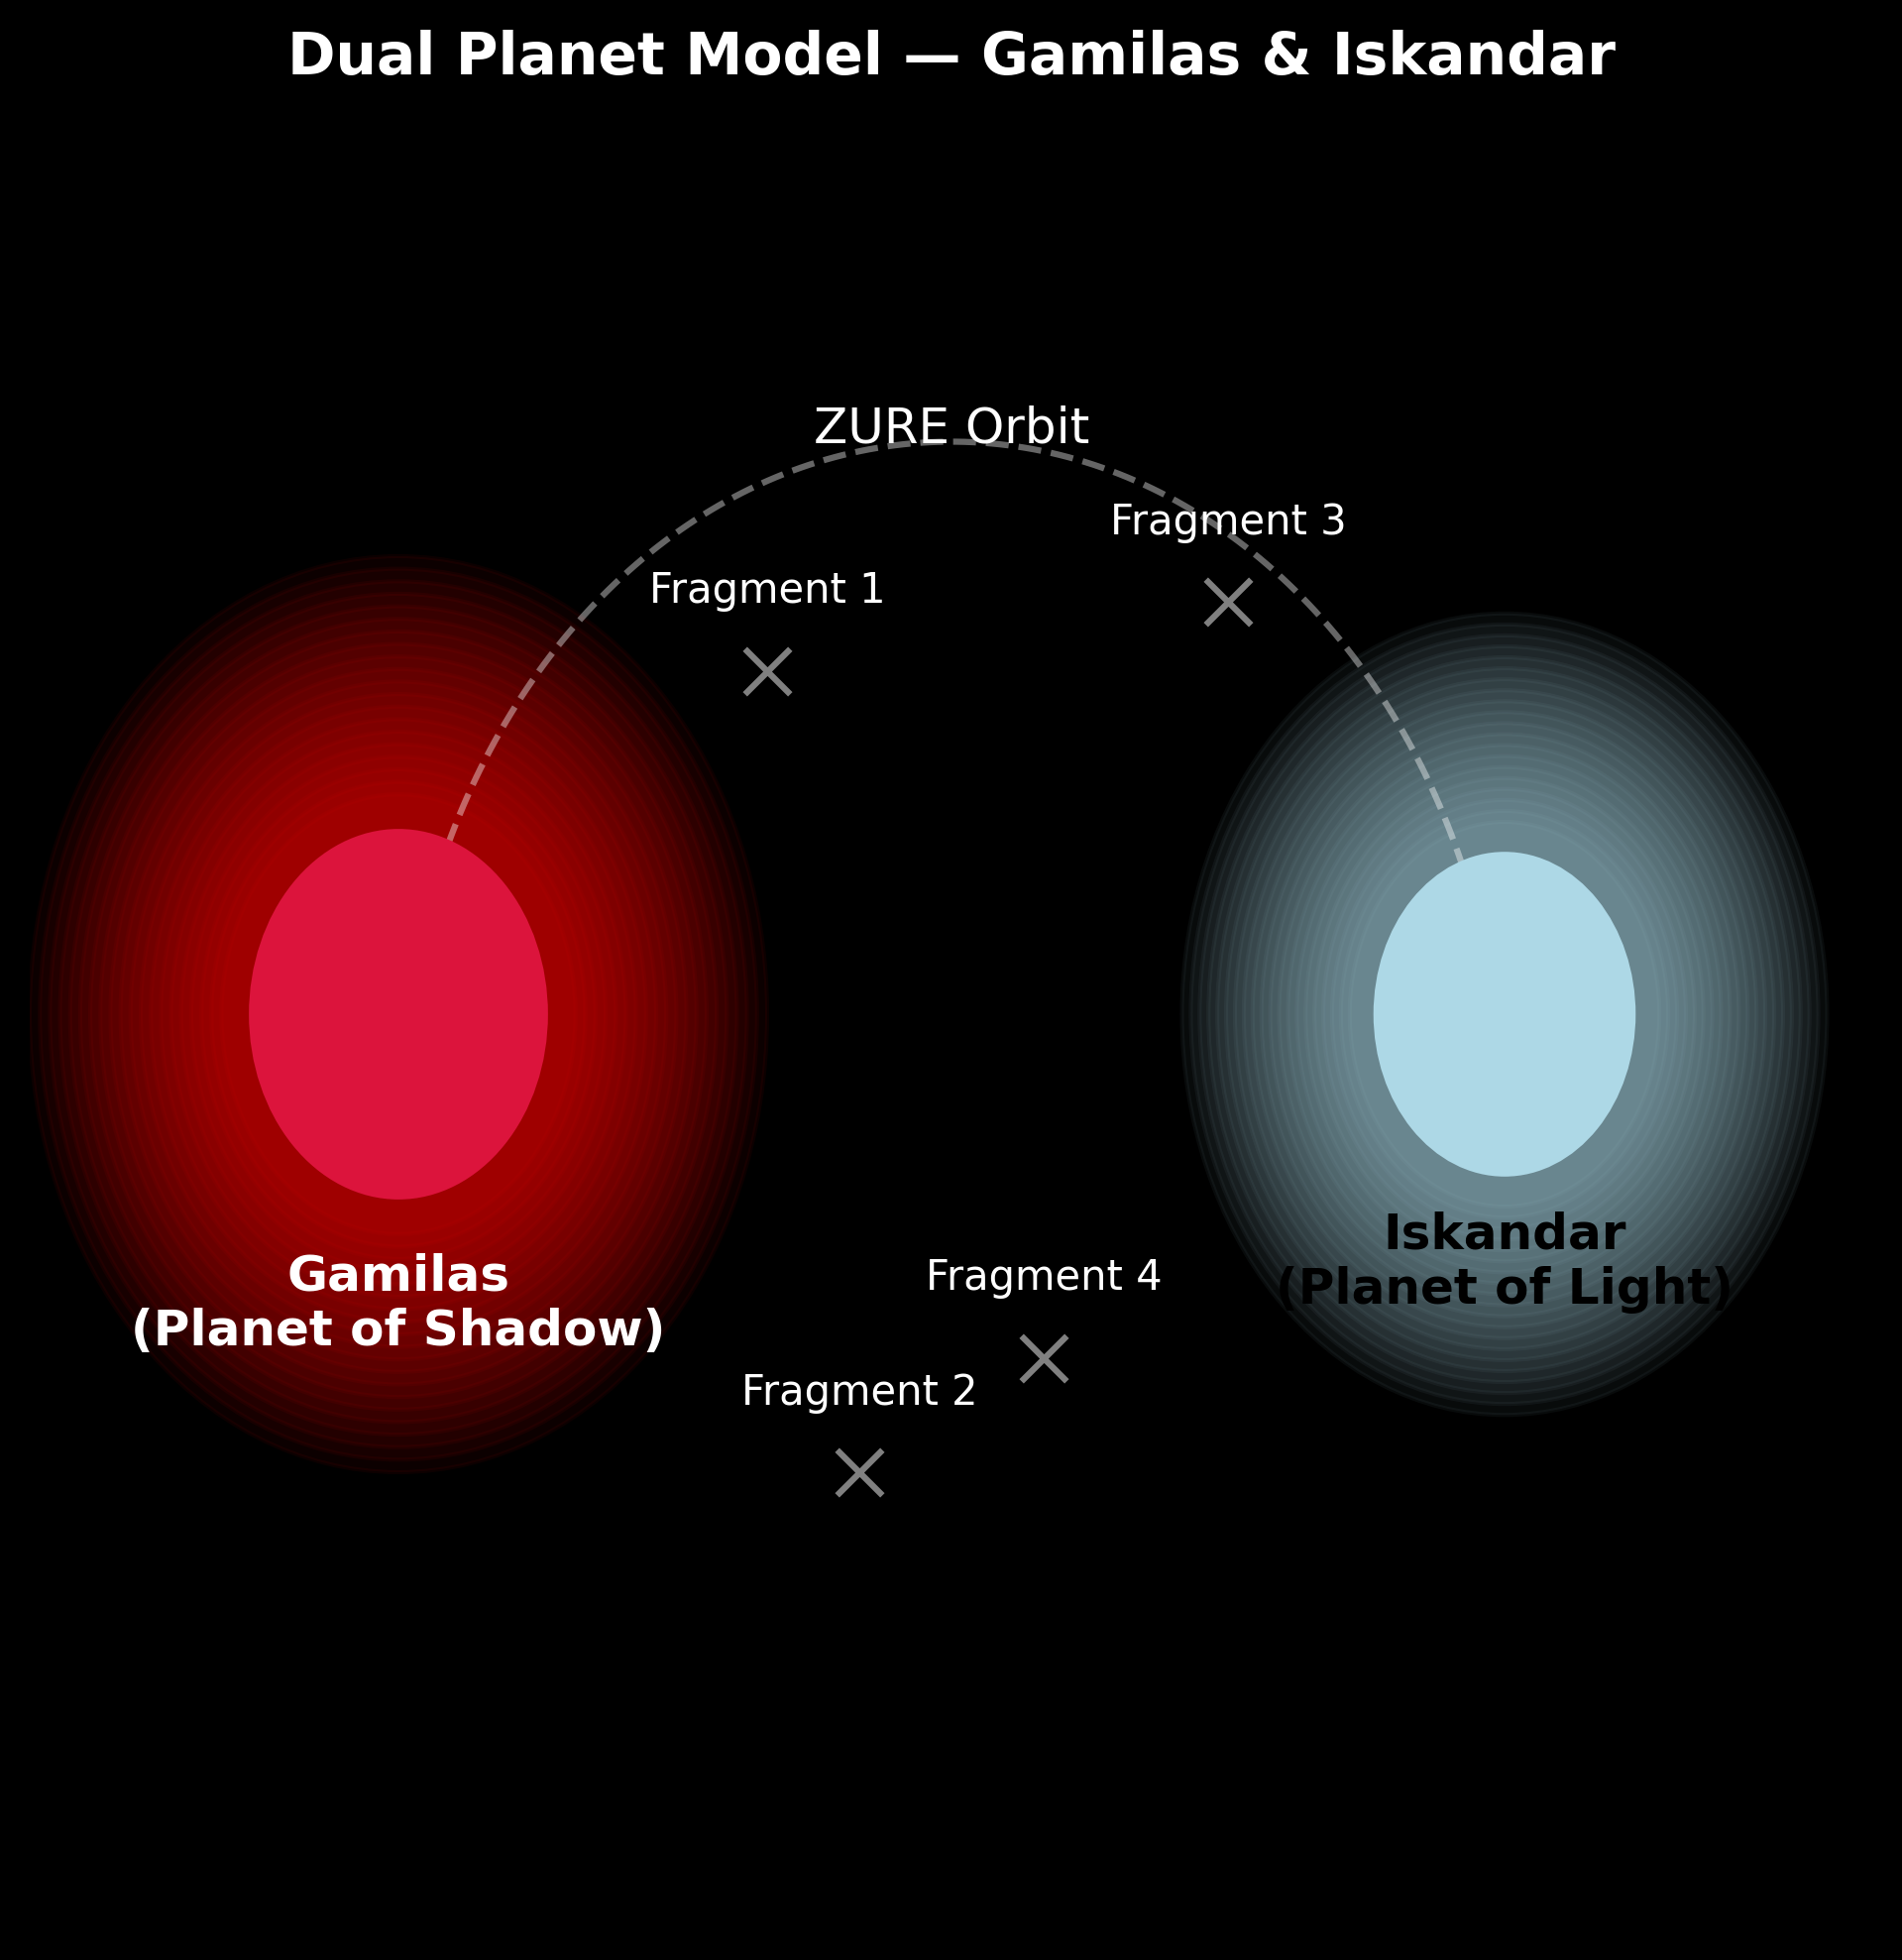 Dual Planet Model — Gamilas & Iskandar
ZURE Orbit
Fragment 3
Fragment 1
Iskandar
(Planet of Light)
Gamilas
(Planet of Shadow)
Fragment 4
Fragment 2